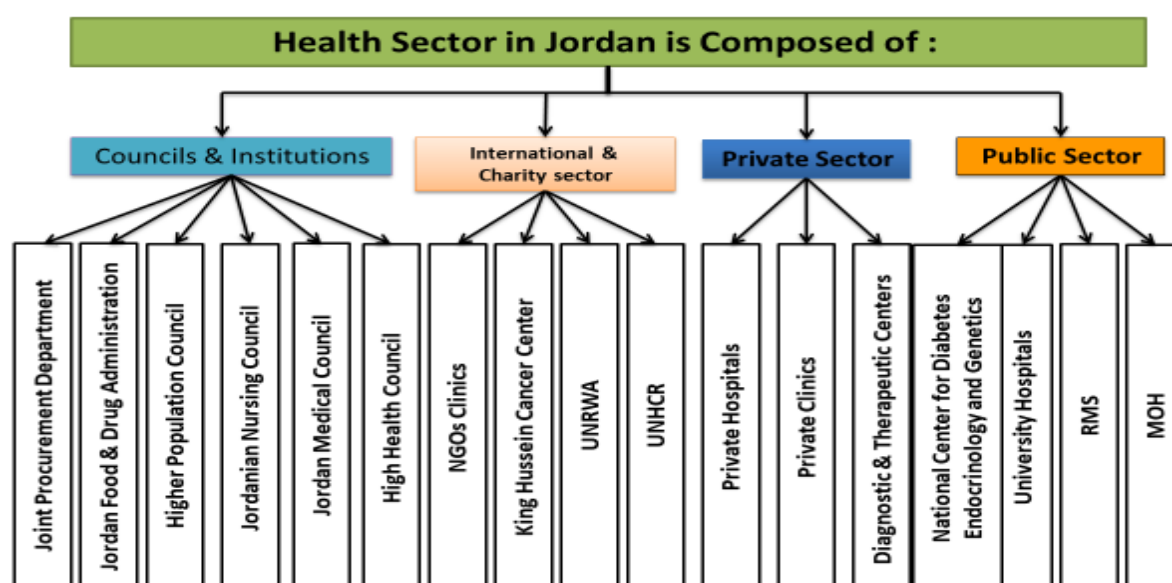 Health Sector in Jordan is Composed of :
Councils & Institutions
International &
Charity sector
Private Sector
Public Sector
Joint Procurement Department
Jordan Food & Drug Administration
Higher Population Council
Jordanian Nursing Council
Jordan Medical Council
High Health Council
NGOs Clinics
King Hussein Cancer Center
UNRWA
UNHCR
Private Hospitals
Private Clinics
Diagnostic & Therapeutic Centers
National Center for Diabetes
Endocrinology and Genetics
University Hospitals
RMS
MOH